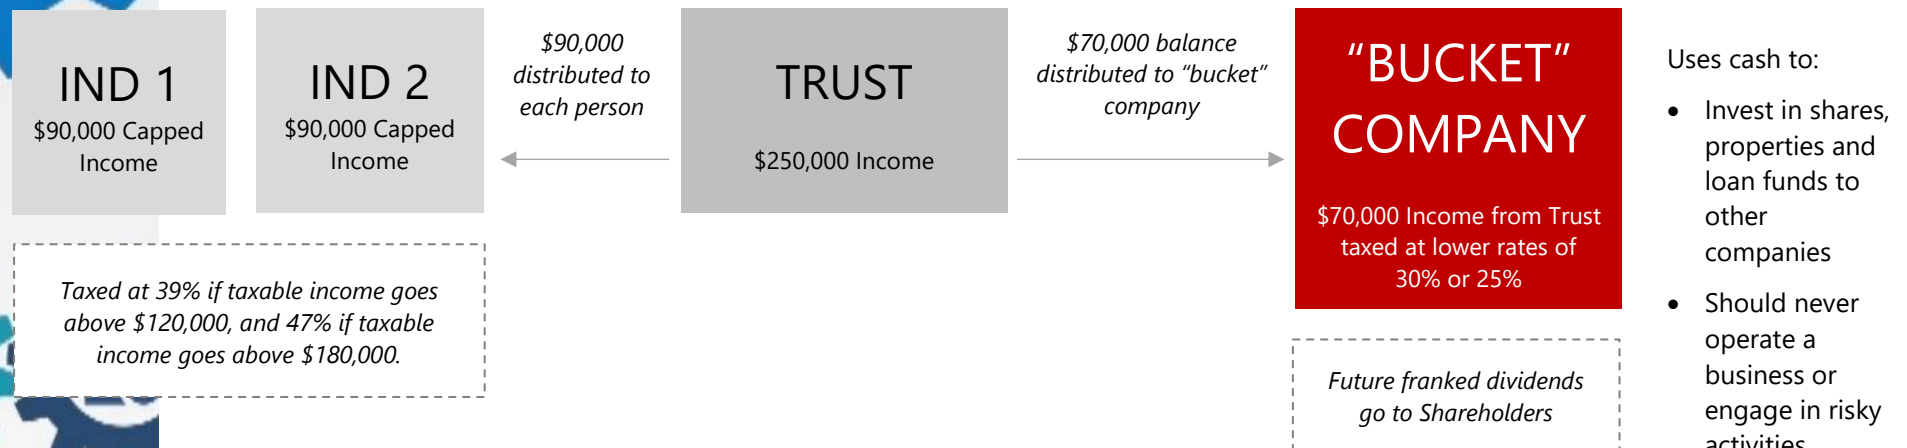 IND 1
$90,000 Capped
Income
IND 2
$90,000 Capped
Income
$90,000
distributed to
each person
TRUST
$250,000 Income
$70,000 balance
distributed to “bucket”
company
“BUCKET”
COMPANY
$70,000 Income from Trust
taxed at lower rates of
30% or 25%
Uses cash to:
• Invest in shares,
properties and
loan funds to
other
companies
• Should never
operate a
business or
engage in risky
activities
Taxed at 39% if taxable income goes
above $120,000, and 47% if taxable
income goes above $180,000.
Future franked dividends
go to Shareholders